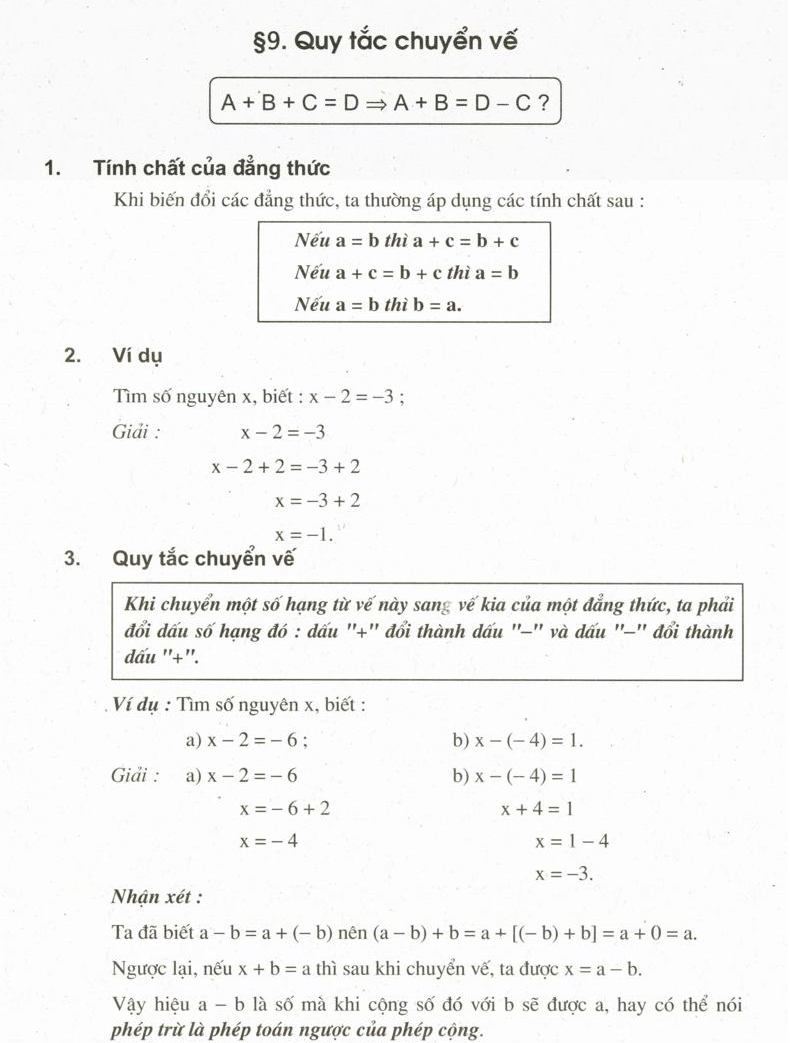 §9. Quy tắc chuyển vế
A + B + C = D ⇒ A + B = D – C ?
1. Tính chất của đẳng thức
Khi biến đổi các đẳng thức, ta thường áp dụng các tính chất sau :
Nếu a = b thì a + c = b + c
Nếu a + c = b + c thì a = b
Nếu a = b thì b = a.
2. Ví dụ
Tìm số nguyên x, biết : x – 2 = –3 ;
Giải : x – 2 = –3
x – 2 + 2 = –3 + 2
x = –3 + 2
x = –1.
3. Quy tắc chuyển vế
Khi chuyển một số hạng từ vế này sang vế kia của một đẳng thức, ta phải
đổi dấu số hạng đó : dấu "+" đổi thành dấu "–" và dấu "–" đổi thành
dấu "+".
Ví dụ : Tìm số nguyên x, biết :
a) x – 2 = – 6 ; b) x – (– 4) = 1.
Giải : a) x – 2 = – 6 b) x – (– 4) = 1
x = – 6 + 2 x + 4 = 1
x = – 4 x = 1 – 4
x = –3.
Nhận xét :
Ta đã biết a – b = a + (– b) nên (a – b) + b = a + [(– b) + b] = a + 0 = a.
Ngược lại, nếu x + b = a thì sau khi chuyển vế, ta được x = a – b.
Vậy hiệu a – b là số mà khi cộng số đó với b sẽ được a, hay có thể nói
phép trừ là phép toán ngược của phép cộng.